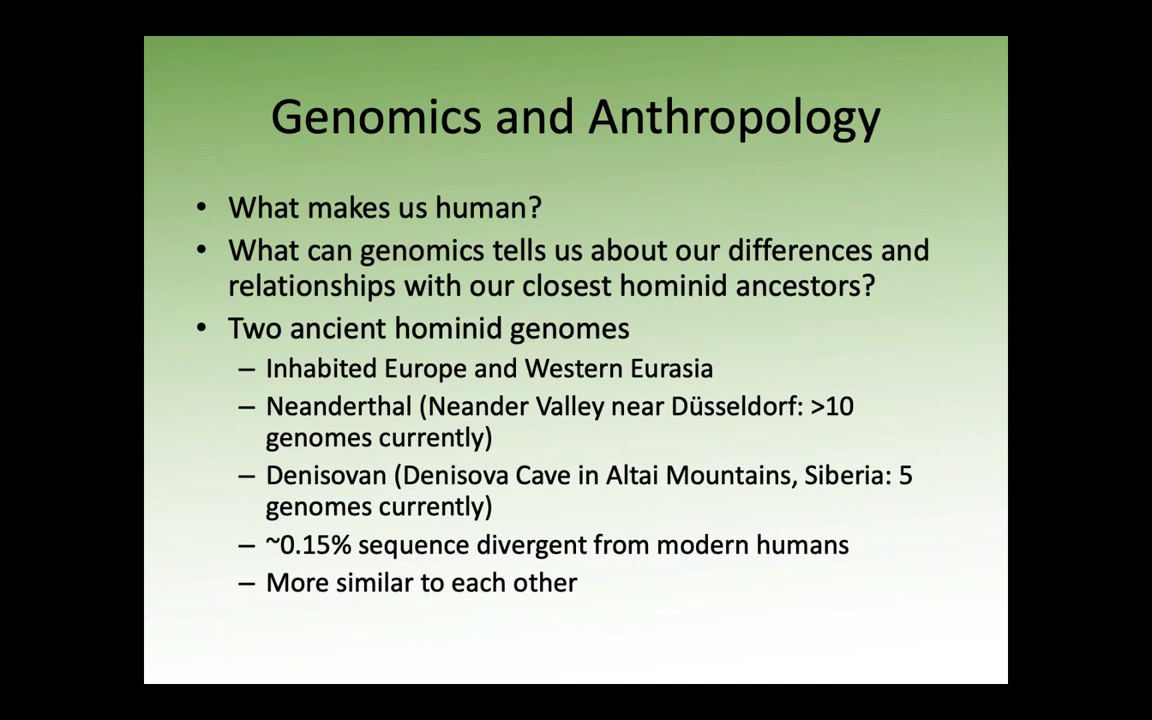 Genomics and Anthropology
• What makes us human?
• What can genomics tells us about our differences and
relationships with our closest hominid ancestors?
• Two ancient hominid genomes
– Inhabited Europe and Western Eurasia
– Neanderthal (Neander Valley near Düsseldorf: >10
genomes currently)
– Denisovan (Denisova Cave in Altai Mountains, Siberia: 5
genomes currently)
– ~0.15% sequence divergent from modern humans
– More similar to each other